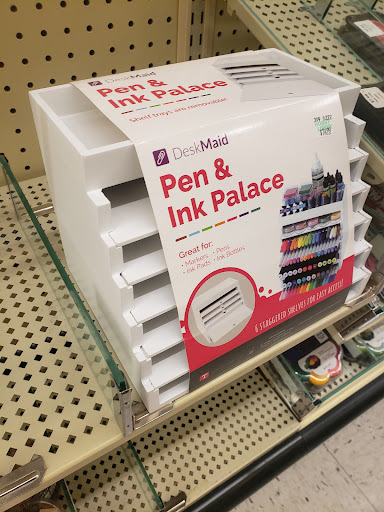 DeskMaid
Pen &
Ink Palace
Shelf trays are removable!
DeskMaid
Pen &
Ink Palace
Great for:
• Markers • Pens
• Ink Pads • Ink Bottles
6 STAGGERED SHELVES FOR EASY ACCESS!